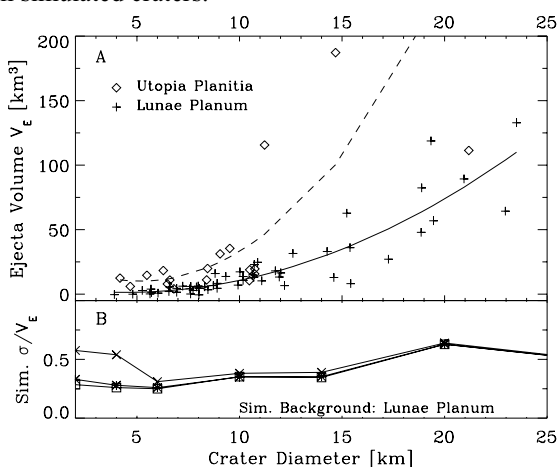 n simulated craters.
5 10 15 20 25
200
150
100
50
0
Ejecta Volume V_E [km³]
A
◇ Utopia Planitia
+ Lunae Planum
B
0.5
0.0
Sim. σ/V_E
Sim. Background: Lunae Planum
5 10 15 20 25
Crater Diameter [km]